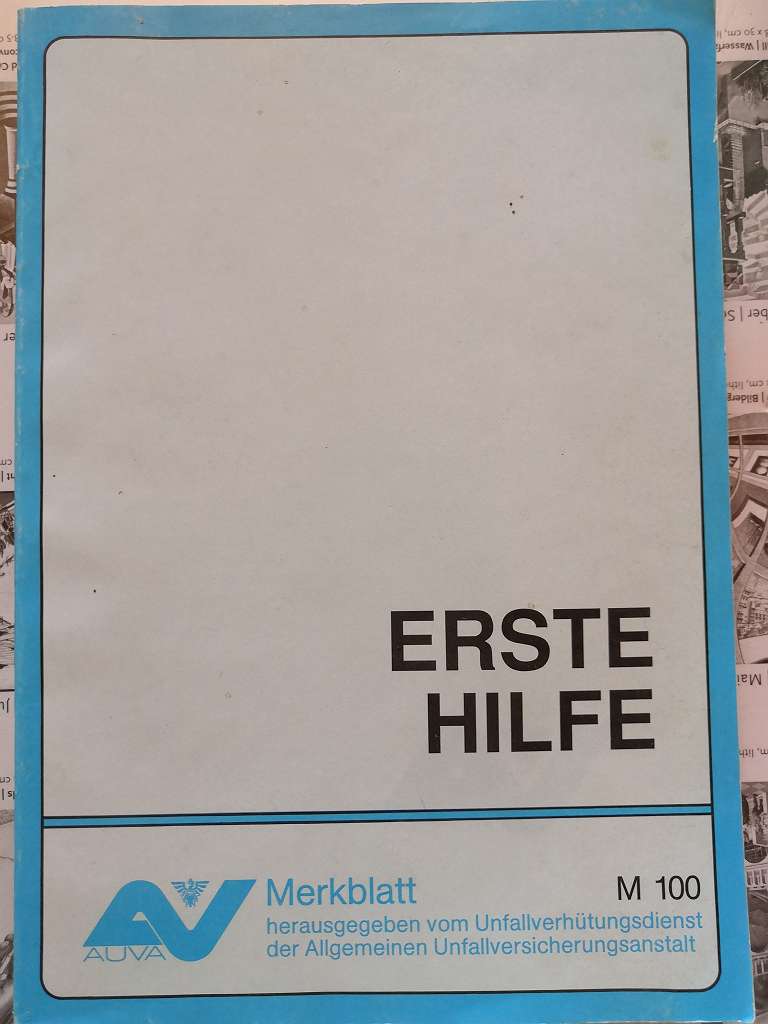 ERSTE
HILFE
AUVA
Merkblatt M 100
herausgegeben vom Unfallverhütungsdienst
der Allgemeinen Unfallversicherungsanstalt